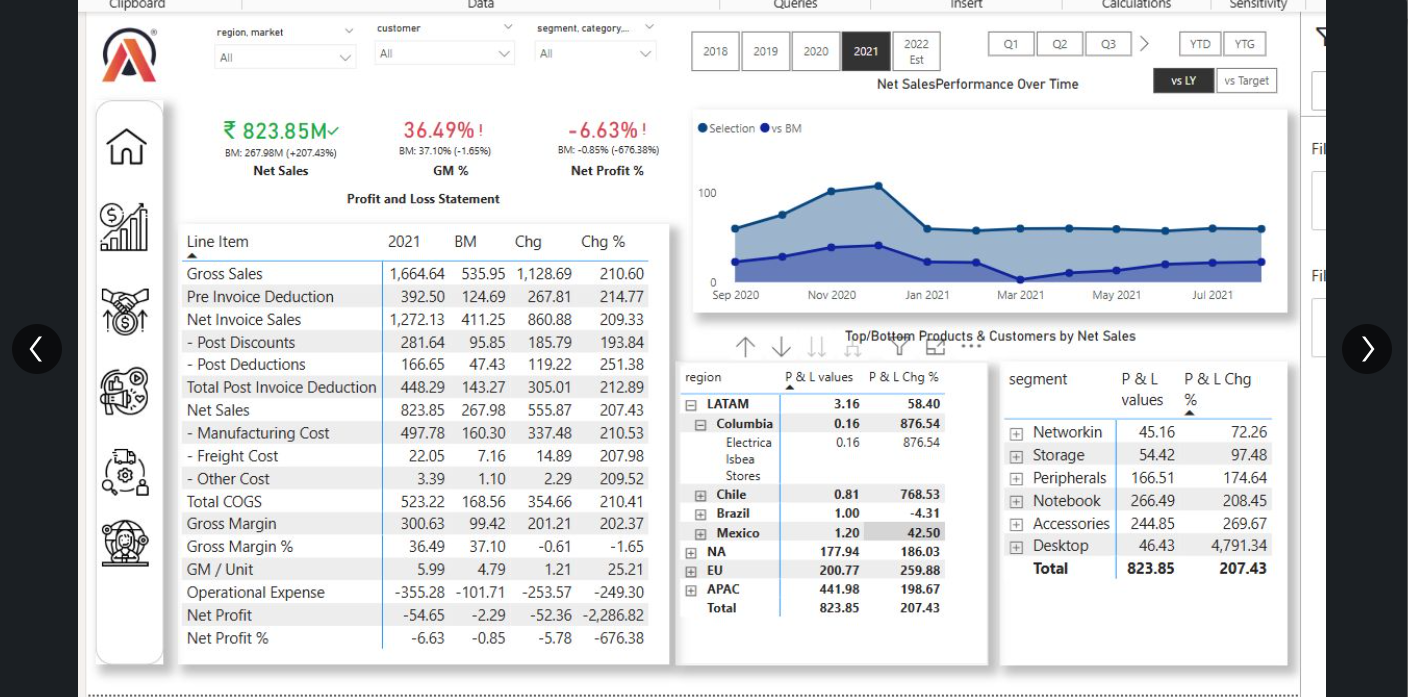 Clipboard Data Queries Insert Calculations Sensitivity
region, market customer segment, category,...
All All All
2018 2019 2020 2021 2022 Est
Q1 Q2 Q3 YTD YTG
Net SalesPerformance Over Time
vs LY vs Target
₹ 823.85M✓ 36.49% ! -6.63% !
BM: 267.98M (+207.43%) BM: 37.10% (-1.65%) BM: -0.85% (-676.38%)
Net Sales GM % Net Profit %
Profit and Loss Statement
Line Item 2021 BM Chg Chg %
Gross Sales 1,664.64 535.95 1,128.69 210.60
Pre Invoice Deduction 392.50 124.69 267.81 214.77
Net Invoice Sales 1,272.13 411.25 860.88 209.33
- Post Discounts 281.64 95.85 185.79 193.84
- Post Deductions 166.65 47.43 119.22 251.38
Total Post Invoice Deduction 448.29 143.27 305.01 212.89
Net Sales 823.85 267.98 555.87 207.43
- Manufacturing Cost 497.78 160.30 337.48 210.53
- Freight Cost 22.05 7.16 14.89 207.98
- Other Cost 3.39 1.10 2.29 209.52
Total COGS 523.22 168.56 354.66 210.41
Gross Margin 300.63 99.42 201.21 202.37
Gross Margin % 36.49 37.10 -0.61 -1.65
GM / Unit 5.99 4.79 1.21 25.21
Operational Expense -355.28 -101.71 -253.57 -249.30
Net Profit -54.65 -2.29 -52.36 -2,286.82
Net Profit % -6.63 -0.85 -5.78 -676.38
Selection vs BM
100
0
Sep 2020 Nov 2020 Jan 2021 Mar 2021 May 2021 Jul 2021
Top/Bottom Products & Customers by Net Sales
region P & L values P & L Chg %
LATAM 3.16 58.40
Columbia 0.16 876.54
Electrica 0.16 876.54
lsbea
Stores
Chile 0.81 768.53
Brazil 1.00 -4.31
Mexico 1.20 42.50
NA 177.94 186.03
EU 200.77 259.88
APAC 441.98 198.67
Total 823.85 207.43
segment P & L P & L Chg
values %
Networkin 45.16 72.26
Storage 54.42 97.48
Peripherals 166.51 174.64
Notebook 266.49 208.45
Accessories 244.85 269.67
Desktop 46.43 4,791.34
Total 823.85 207.43
Fil
Fil